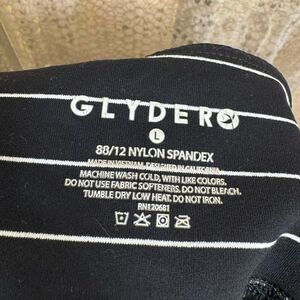 GLYDER
L
88/12 NYLON SPANDEX
MADE IN VIETNAM, DESIGNED IN CALIFORNIA
MACHINE WASH COLD, WITH LIKE COLORS.
DO NOT USE FABRIC SOFTENERS. DO NOT BLEACH.
TUMBLE DRY LOW HEAT. DO NOT IRON.
RN120681